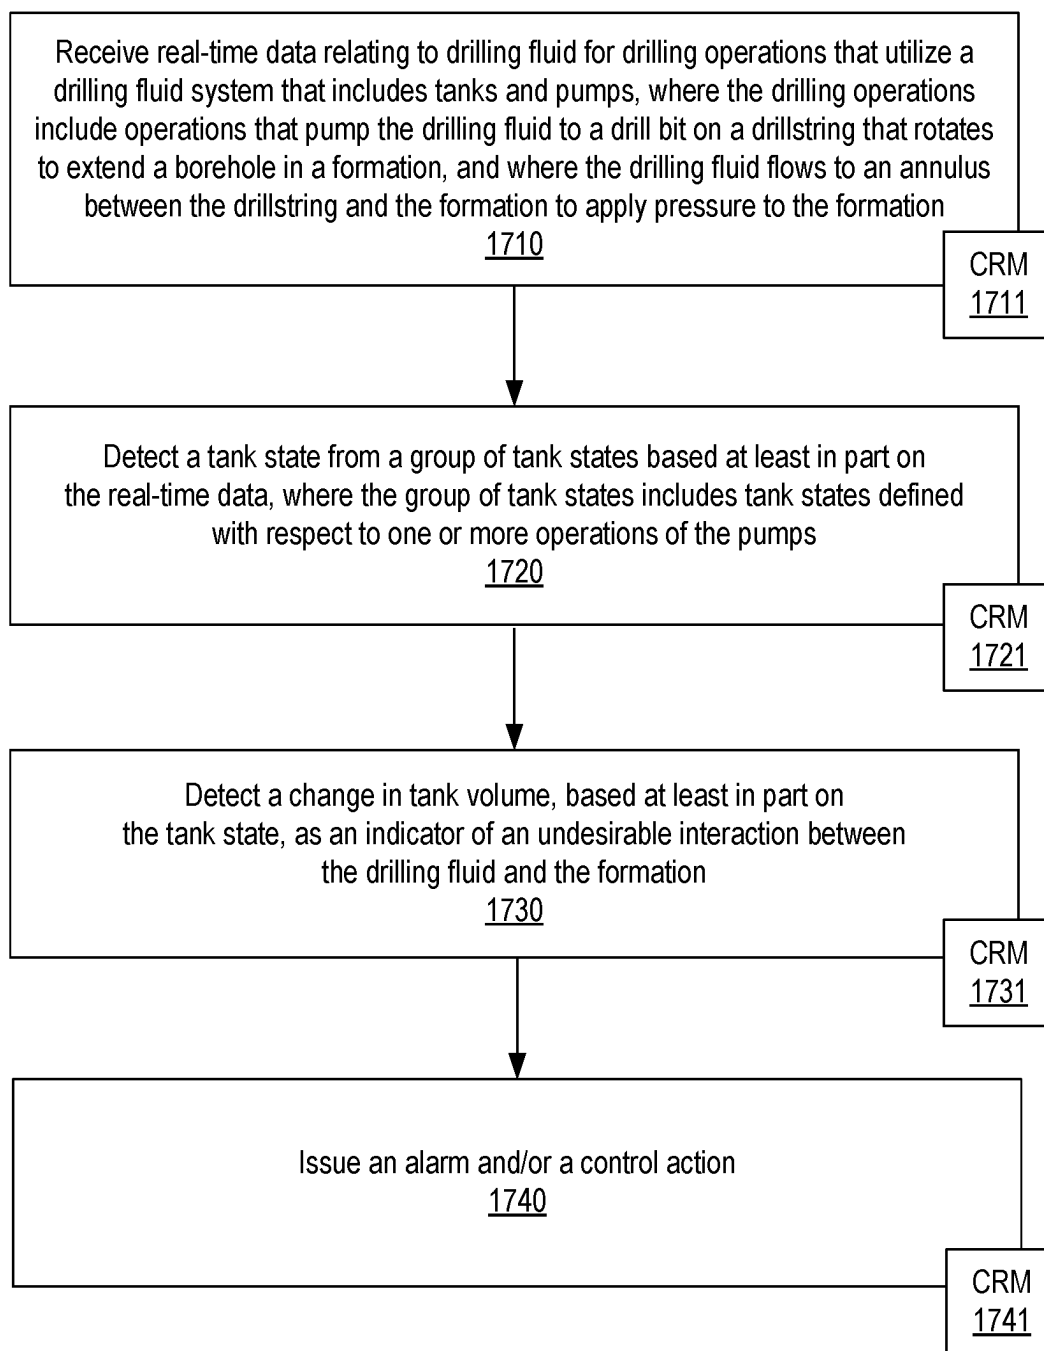 Receive real-time data relating to drilling fluid for drilling operations that utilize a
drilling fluid system that includes tanks and pumps, where the drilling operations
include operations that pump the drilling fluid to a drill bit on a drillstring that rotates
to extend a borehole in a formation, and where the drilling fluid flows to an annulus
between the drillstring and the formation to apply pressure to the formation
1710
CRM
1711
Detect a tank state from a group of tank states based at least in part on
the real-time data, where the group of tank states includes tank states defined
with respect to one or more operations of the pumps
1720
CRM
1721
Detect a change in tank volume, based at least in part on
the tank state, as an indicator of an undesirable interaction between
the drilling fluid and the formation
1730
CRM
1731
Issue an alarm and/or a control action
1740
CRM
1741